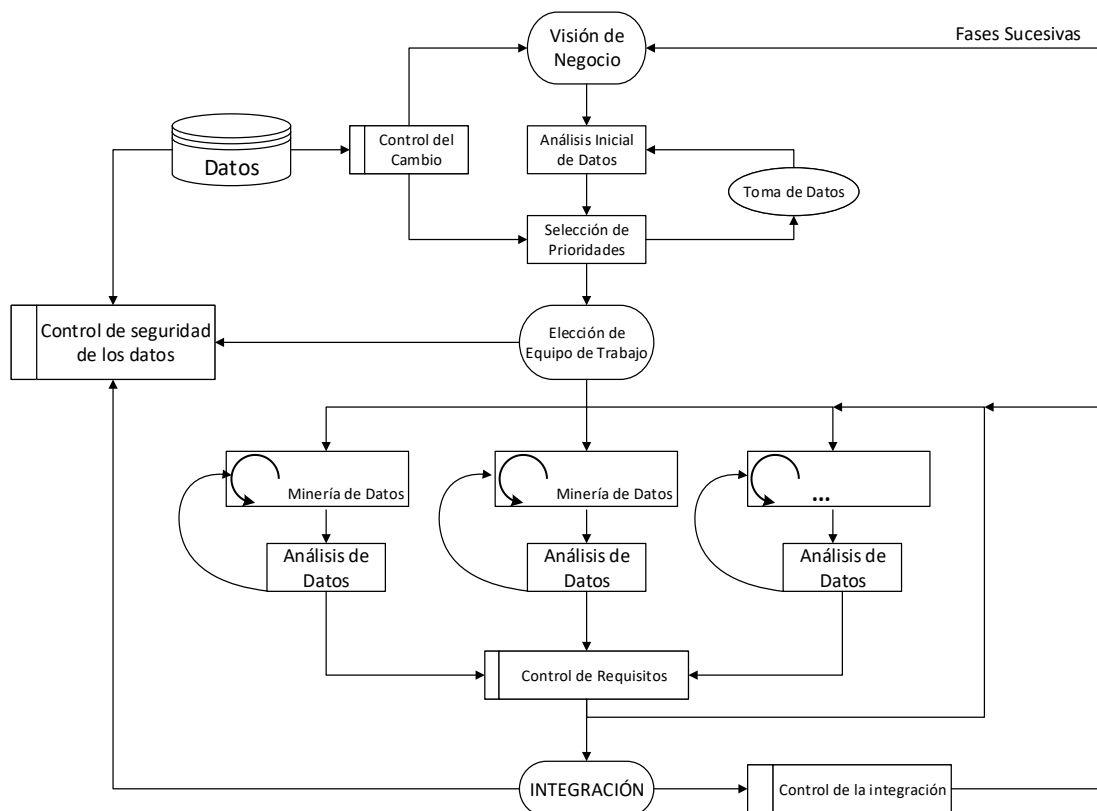 Visión de
Negocio
Fases Sucesivas
Datos
Control del
Cambio
Análisis Inicial
de Datos
Toma de Datos
Selección de
Prioridades
Control de seguridad
de los datos
Elección de
Equipo de Trabajo
Minería de Datos
Minería de Datos
...
Análisis de
Datos
Análisis de
Datos
Análisis de
Datos
Control de Requisitos
INTEGRACIÓN
Control de la integración